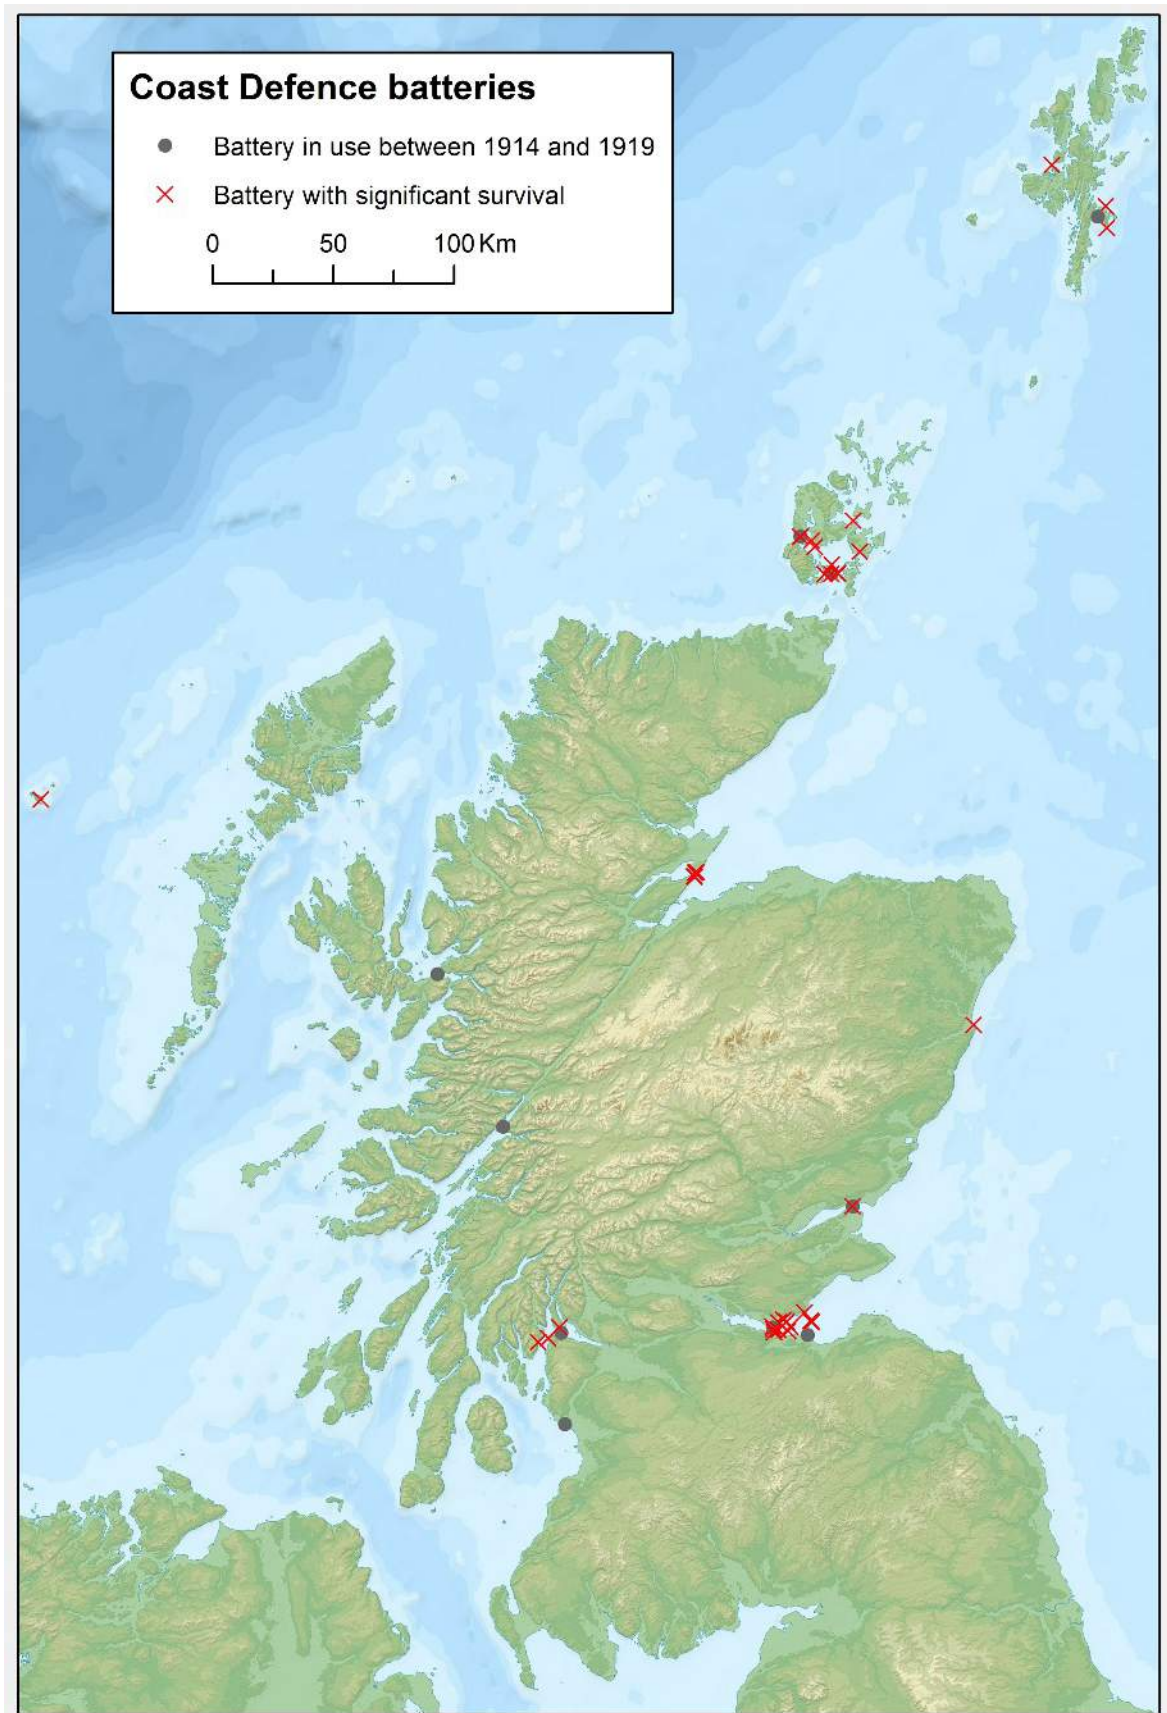 Coast Defence batteries
Battery in use between 1914 and 1919
Battery with significant survival
0 50 100 Km